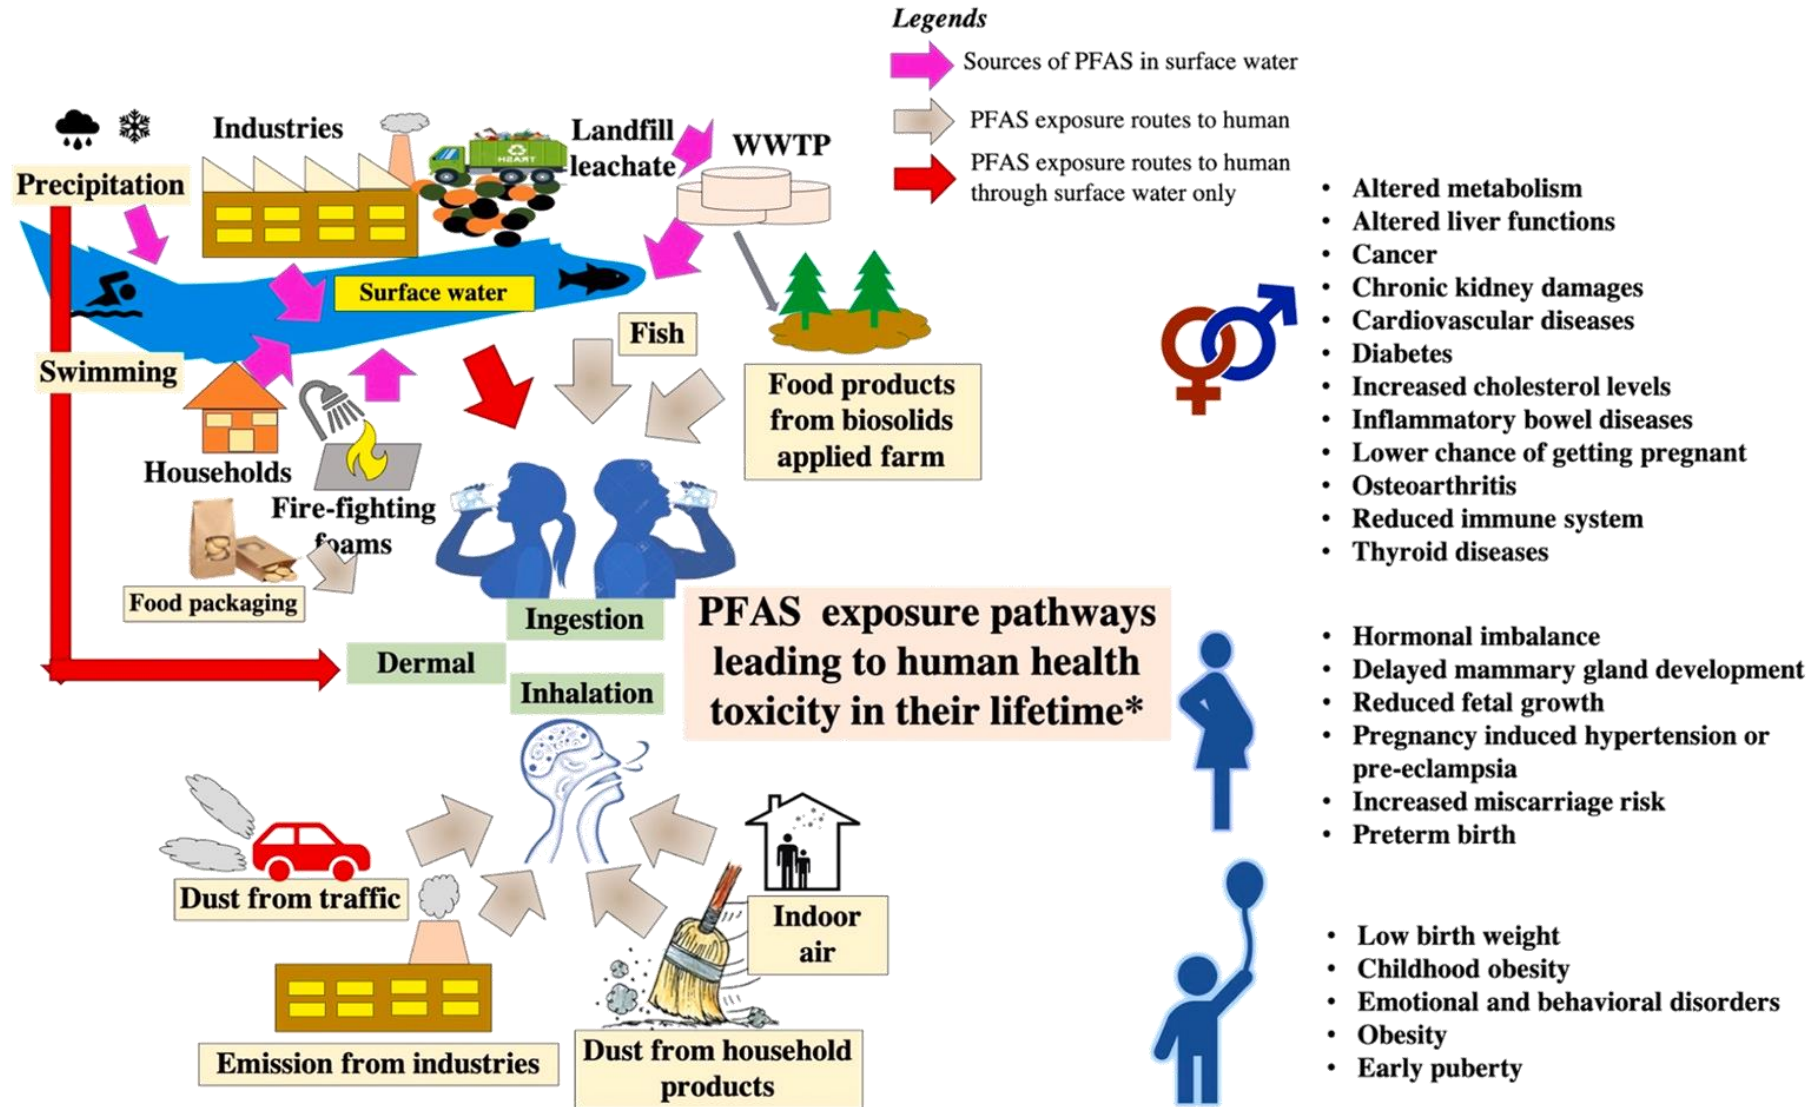 Legends
Sources of PFAS in surface water
PFAS exposure routes to human
PFAS exposure routes to human
through surface water only
Precipitation
Industries
Landfill
leachate
WWTP
Surface water
Fish
Swimming
Households
Fire-fighting
foams
Food products
from biosolids
applied farm
Food packaging
Ingestion
Dermal
Inhalation
PFAS exposure pathways
leading to human health
toxicity in their lifetime*
Dust from traffic
Indoor
air
Emission from industries
Dust from household
products
• Altered metabolism
• Altered liver functions
• Cancer
• Chronic kidney damages
• Cardiovascular diseases
• Diabetes
• Increased cholesterol levels
• Inflammatory bowel diseases
• Lower chance of getting pregnant
• Osteoarthritis
• Reduced immune system
• Thyroid diseases
• Hormonal imbalance
• Delayed mammary gland development
• Reduced fetal growth
• Pregnancy induced hypertension or
pre-eclampsia
• Increased miscarriage risk
• Preterm birth
• Low birth weight
• Childhood obesity
• Emotional and behavioral disorders
• Obesity
• Early puberty